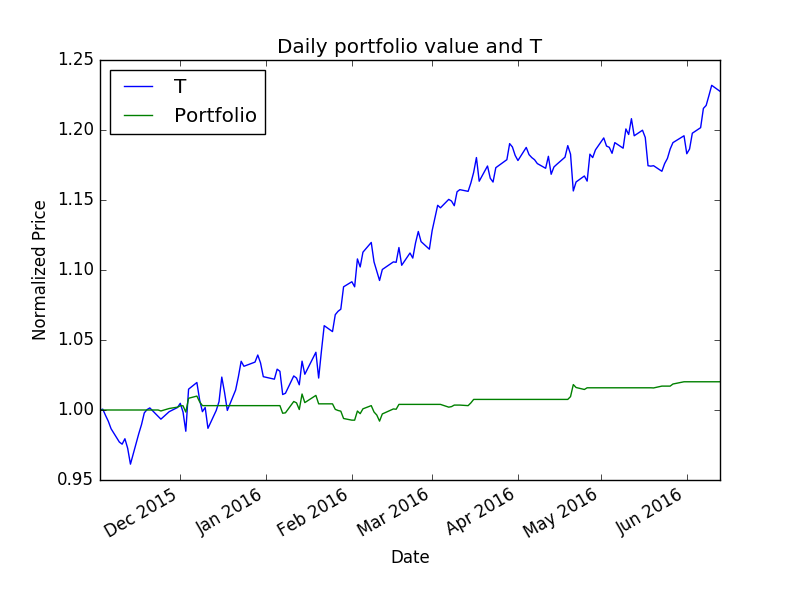 Daily portfolio value and T
1.25
1.20
1.15
1.10
1.05
1.00
0.95
Normalized Price
T
Portfolio
Dec 2015
Jan 2016
Feb 2016
Mar 2016
Apr 2016
May 2016
Jun 2016
Date